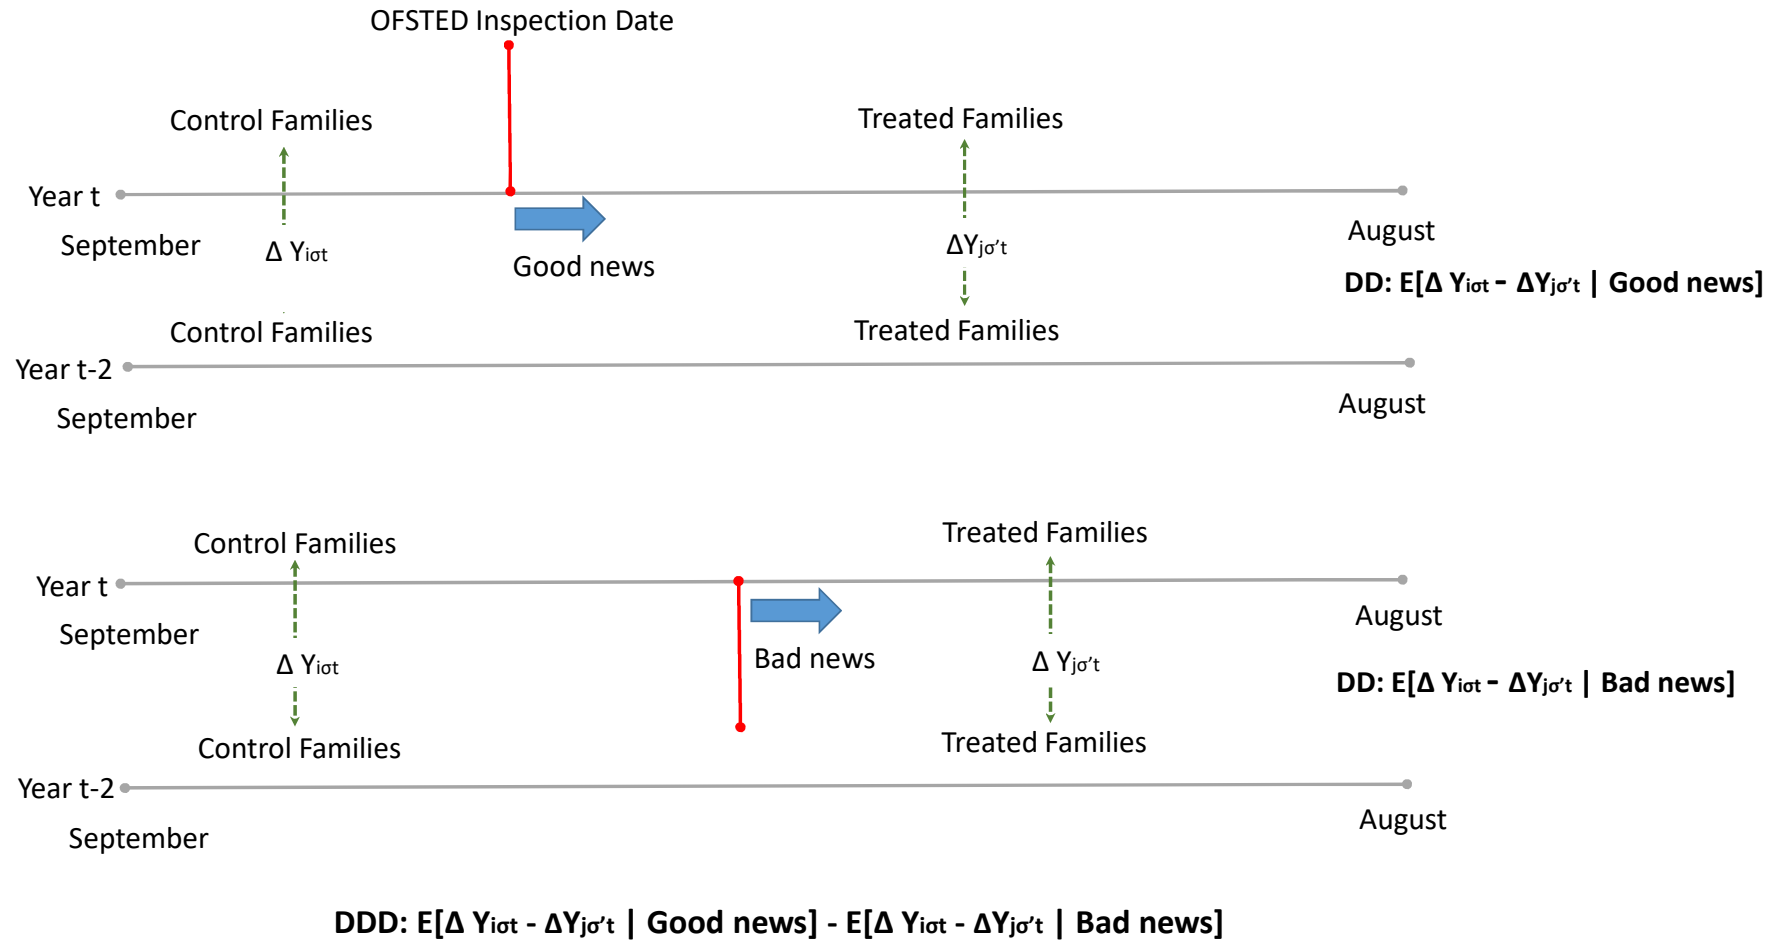 OFSTED Inspection Date
Control Families
Treated Families
Year t
September
Δ Yiσt
Good news
ΔYjσ't
August
DD: E[Δ Yiσt - ΔYjσ't | Good news]
Control Families
Treated Families
Year t-2
September
August
Control Families
Treated Families
Year t
September
Δ Yiσt
Bad news
Δ Yjσ't
August
DD: E[Δ Yiσt - ΔYjσ't | Bad news]
Control Families
Treated Families
Year t-2
September
August
DDD: E[Δ Yiσt - ΔYjσ't | Good news] - E[Δ Yiσt - ΔYjσ't | Bad news]